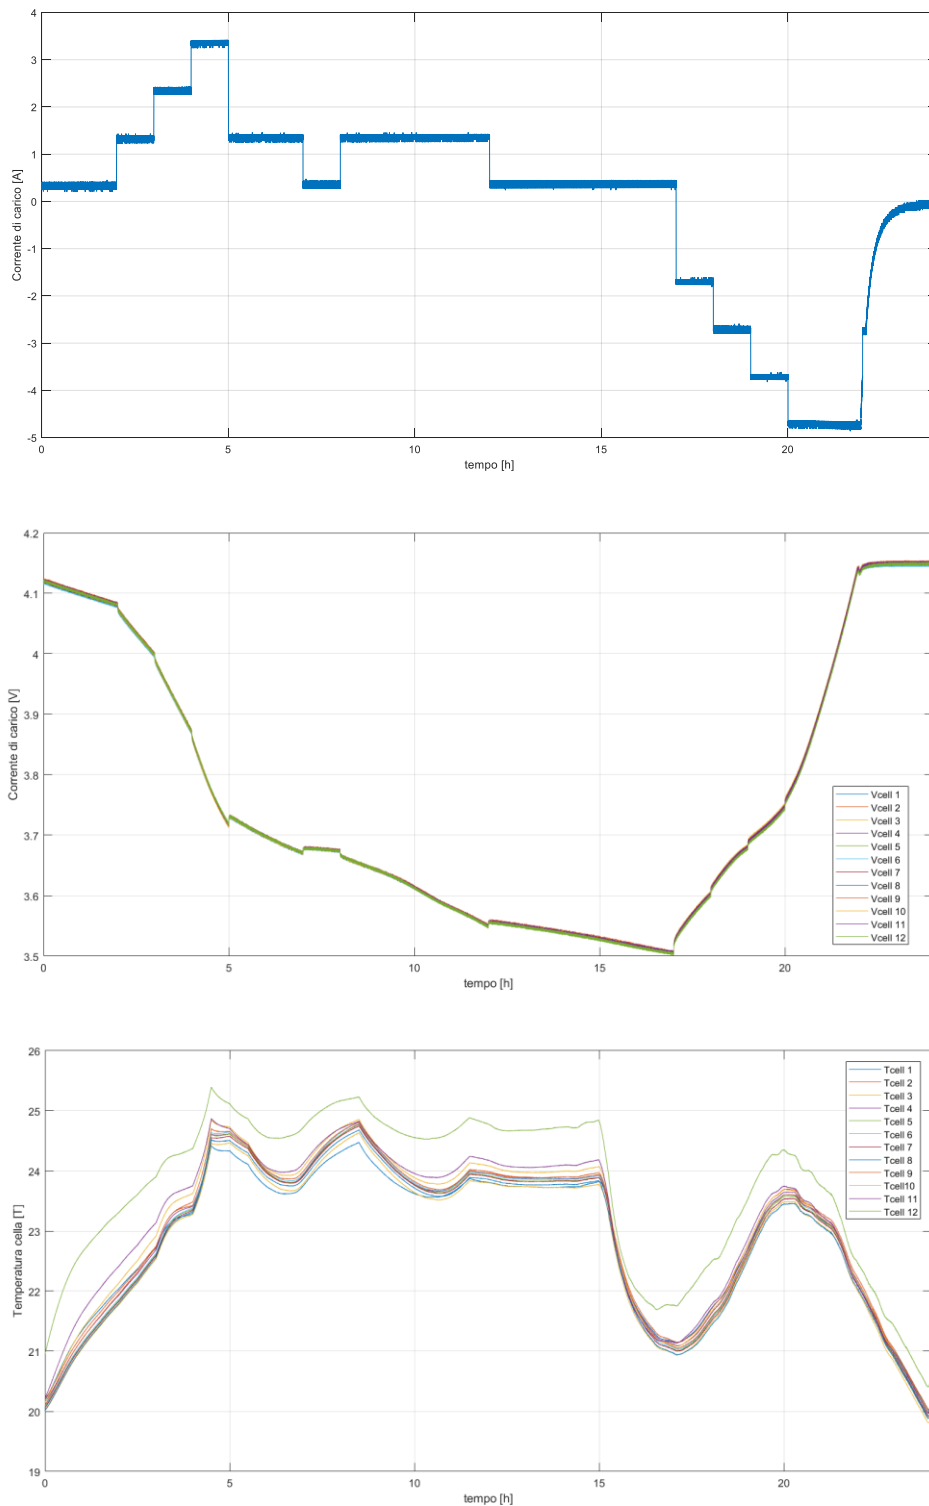 4
3
2
1
0
-1
-2
-3
-4
-5
Corrente di carico [A]
0
5
10
15
20
tempo [h]
4.2
4.1
4
3.9
3.8
3.7
3.6
3.5
Corrente di carico [V]
Vcell 1
Vcell 2
Vcell 3
Vcell 4
Vcell 5
Vcell 6
Vcell 7
Vcell 8
Vcell 9
Vcell 10
Vcell 11
Vcell 12
0
5
10
15
20
tempo [h]
26
25
24
23
22
21
20
19
Temperatura cella [T]
Tcell 1
Tcell 2
Tcell 3
Tcell 4
Tcell 5
Tcell 6
Tcell 7
Tcell 8
Tcell 9
Tcell10
Tcell 11
Tcell 12
0
5
10
15
20
tempo [h]